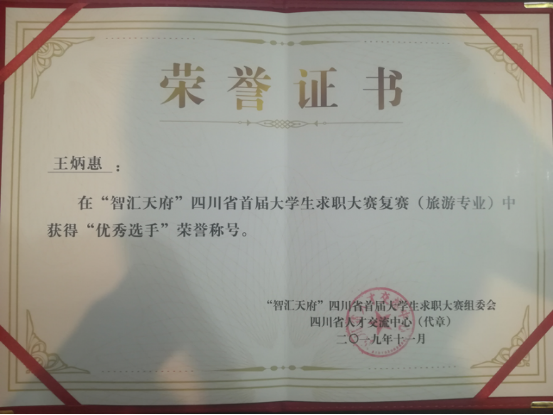 荣誉证书
王炳惠：
在“智汇天府”四川省首届大学生求职大赛复赛（旅游专业）中
获得“优秀选手”荣誉称号。
“智汇天府”四川省首届大学生求职大赛组委会
四川省人才交流中心（代章）
二〇一九年十一月